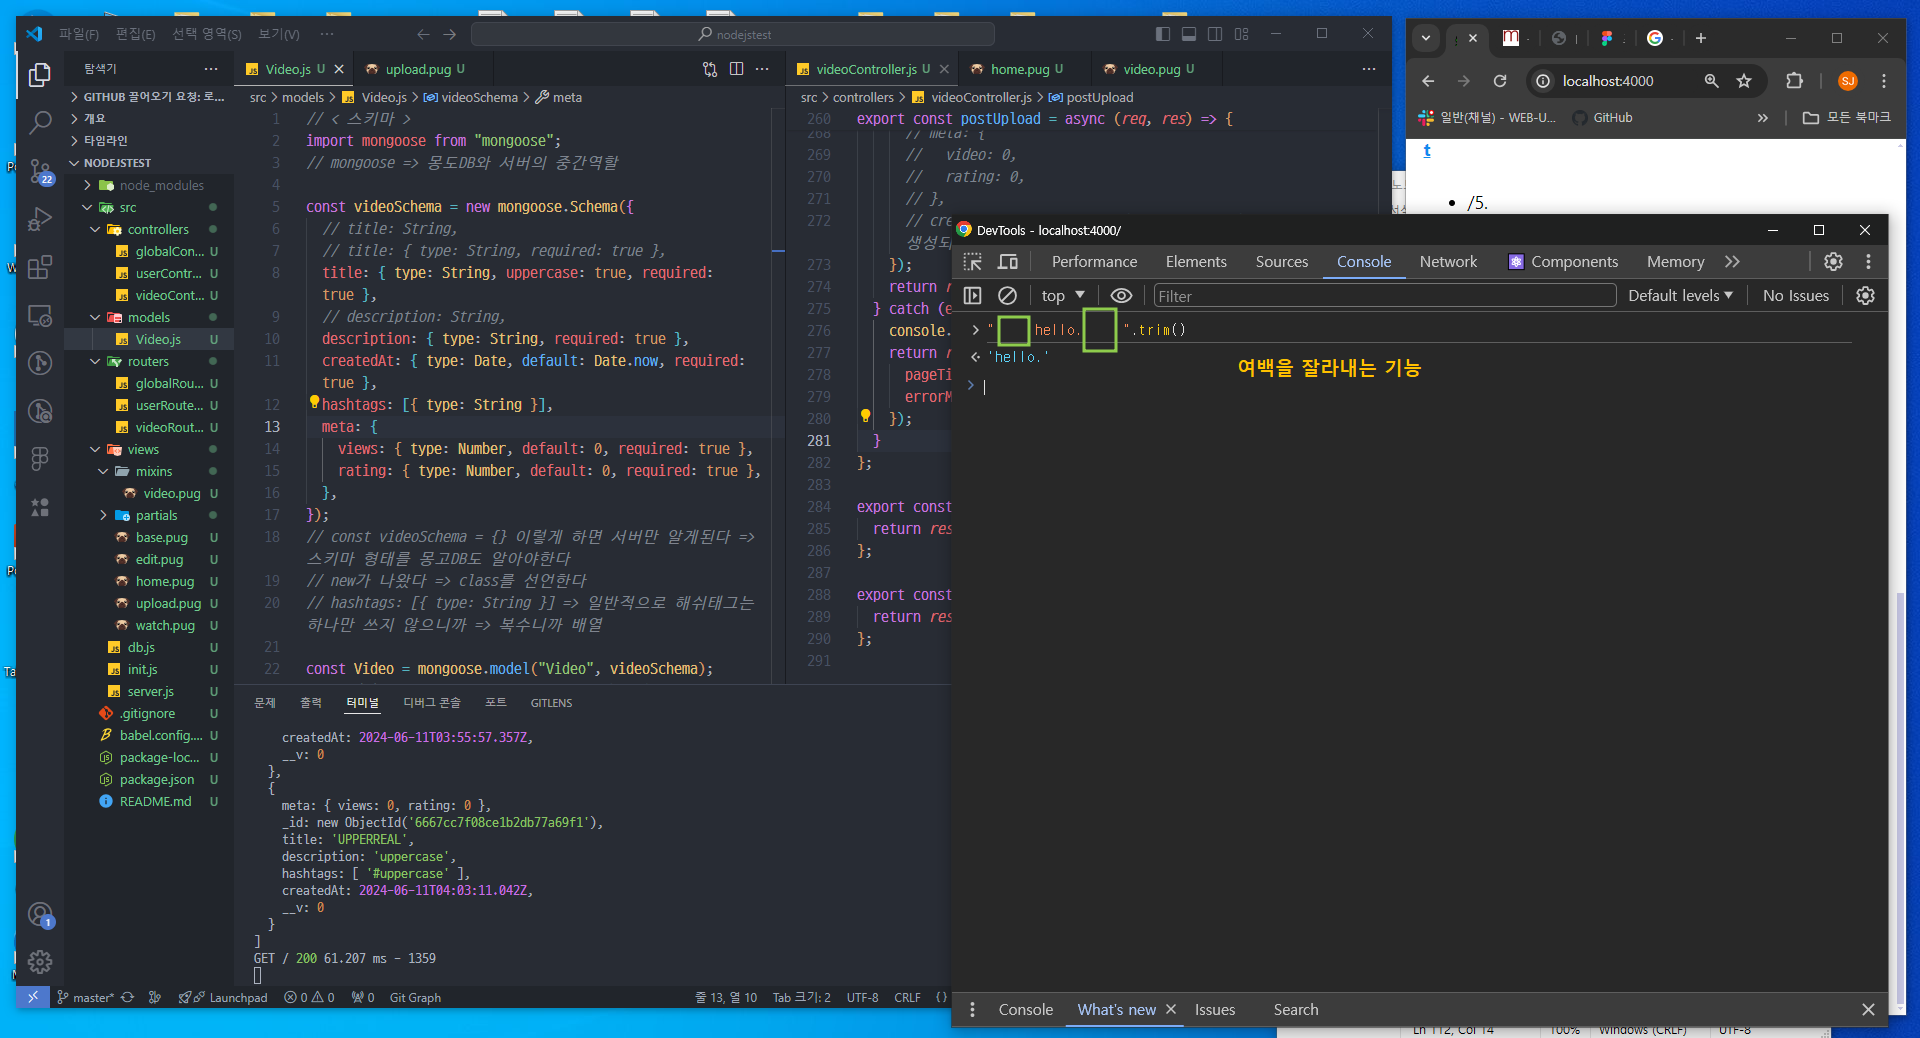 파일(F) 편집(E) 선택 영역(S) 보기(V) ··· nodejstest
탐색기 ···
GITHUB 끌어오기 요청: 로...
개요
타임라인
NODEJSTEST
node_modules
src
controllers
globalCon... U
userContr... U
videoCont... U
models
Video.js U
routers
globalRou... U
userRoute... U
videoRout... U
views
mixins
video.pug U
partials
base.pug U
edit.pug U
home.pug U
upload.pug U
watch.pug U
db.js U
init.js U
server.js U
.gitignore U
babel.config.... U
package-loc... U
package.json U
README.md U
22
1
Video.js U upload.pug U
src > models > Video.js > videoSchema > meta
1 // < 스키마 >
2 import mongoose from "mongoose";
3 // mongoose => 몽도DB와 서버의 중간역할
4
5 const videoSchema = new mongoose.Schema({
6 // title: String,
7 // title: { type: String, required: true },
8 title: { type: String, uppercase: true, required:
true },
9 // description: String,
10 description: { type: String, required: true },
11 createdAt: { type: Date, default: Date.now, required:
true },
12 hashtags: [{ type: String }],
13 meta: {
14 views: { type: Number, default: 0, required: true },
15 rating: { type: Number, default: 0, required: true },
16 },
17 });
18 // const videoSchema = {} 이렇게 하면 서버만 알게된다 =>
스키마 형태를 몽고DB도 알아야한다
19 // new가 나왔다 => class를 선언한다
20 // hashtags: [{ type: String }] => 일반적으로 해쉬태그는
하나만 쓰지 않으니까 => 복수니까 배열
21
22 const Video = mongoose.model("Video", videoSchema);
videoController.js U home.pug U video.pug U ···
src > controllers > videoController.js > postUpload
260 export const postUpload = async (req, res) => {
268 // meta: {
269 // video: 0,
270 // rating: 0,
271 // },
272 // cre
생성되
273 });
274 return r
275 } catch (e
276 console.
277 return r
278 pageTi
279 errorM
280 });
281 }
282 };
283
284 export const
285 return res
286 };
287
288 export const
289 return res
290 };
291
문제 출력 터미널 디버그 콘솔 포트 GITLENS
createdAt: 2024-06-11T03:55:57.357Z,
__v: 0
},
{
meta: { views: 0, rating: 0 },
_id: new ObjectId('6667cc7f08ce1b2db77a69f1'),
title: 'UPPERREAL',
description: 'uppercase',
hashtags: [ '#uppercase' ],
createdAt: 2024-06-11T04:03:11.042Z,
__v: 0
}
]
GET / 200 61.207 ms - 1359
master* Launchpad 0 0 0 Git Graph 줄 13, 열 10 Tab 크기: 2 UTF-8 CRLF {}
localhost:4000 SJ
일반(채널) - WEB-U... GitHub » 모든 북마크
t
• /5.
DevTools - localhost:4000/
Performance Elements Sources Console Network Components Memory
top Filter Default levels No Issues
> " hello. ".trim()
'hello.'
여백을 잘라내는 기능
>
Console What's new Issues Search
Ln 112, Col 14 100% Windows (CRLF) UTF-8